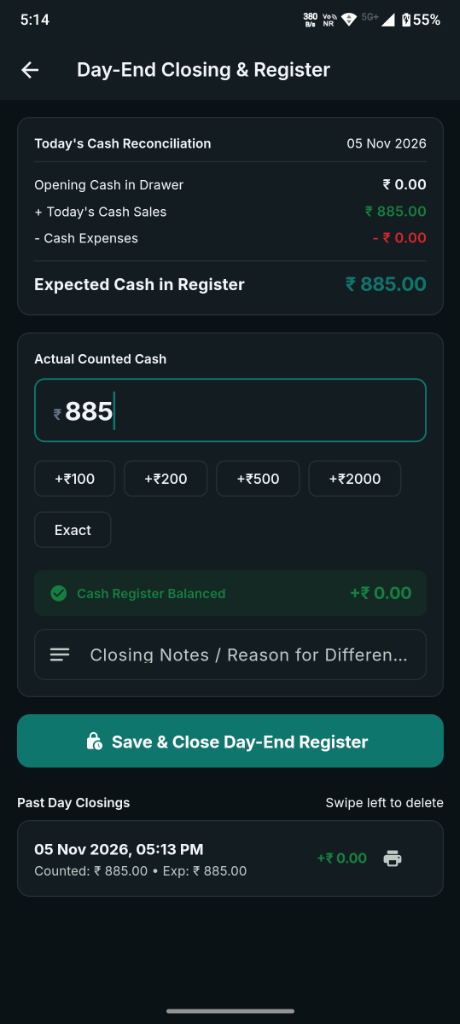 5:14
380 B/s Vo NR 5G+ 55%
Day-End Closing & Register
Today's Cash Reconciliation 05 Nov 2026
Opening Cash in Drawer ₹ 0.00
+ Today's Cash Sales ₹ 885.00
- Cash Expenses - ₹ 0.00
Expected Cash in Register ₹ 885.00
Actual Counted Cash
₹ 885
+₹100 +₹200 +₹500 +₹2000
Exact
Cash Register Balanced +₹ 0.00
Closing Notes / Reason for Differen...
Save & Close Day-End Register
Past Day Closings Swipe left to delete
05 Nov 2026, 05:13 PM
+₹ 0.00
Counted: ₹ 885.00 • Exp: ₹ 885.00